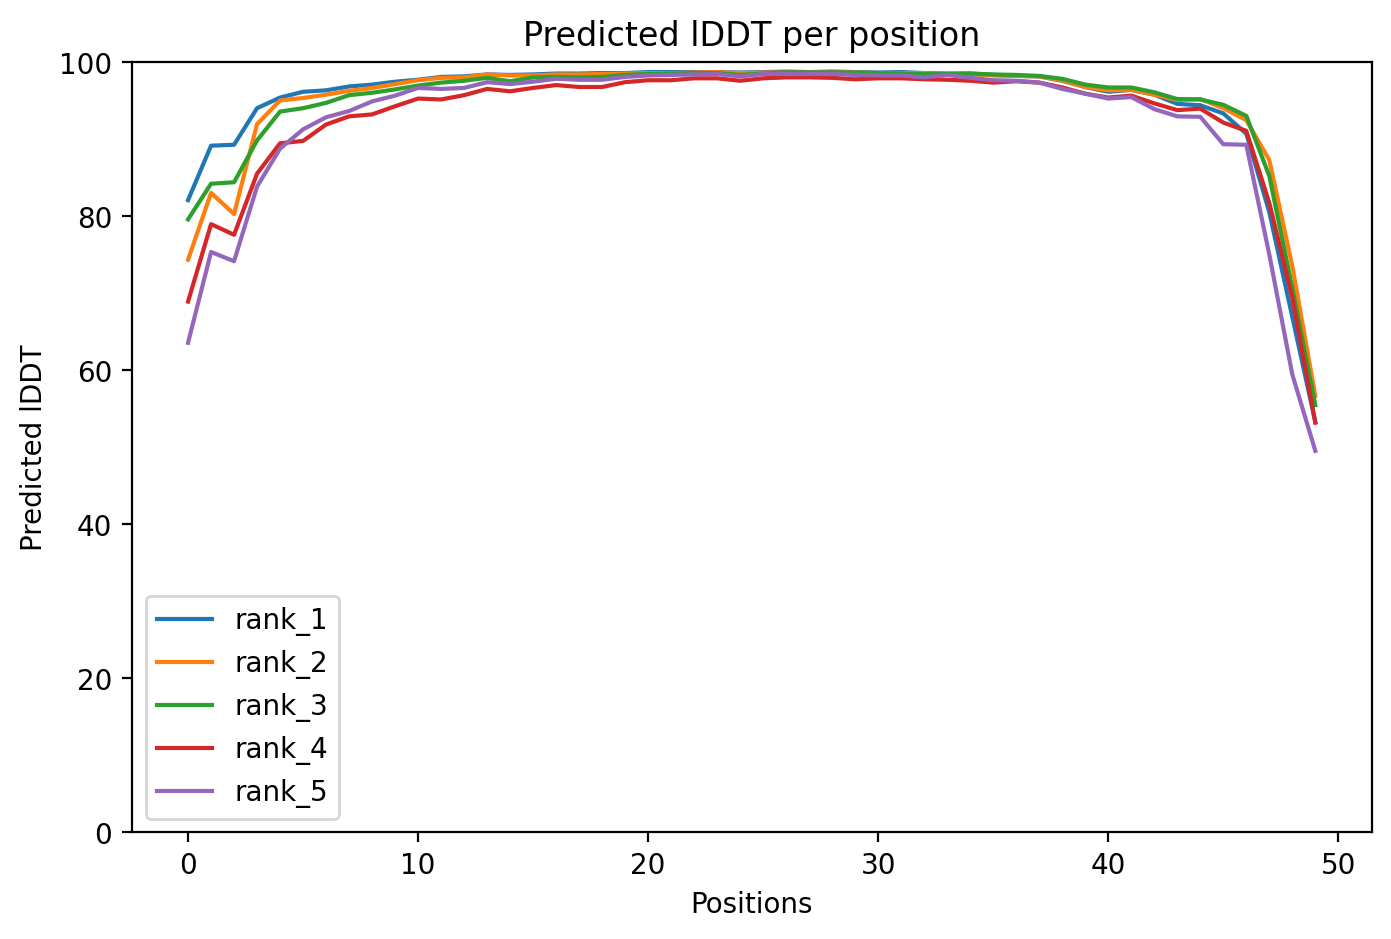 Predicted lDDT per position
100
80
60
40
20
0
Predicted lDDT
rank_1
rank_2
rank_3
rank_4
rank_5
0 10 20 30 40 50
Positions